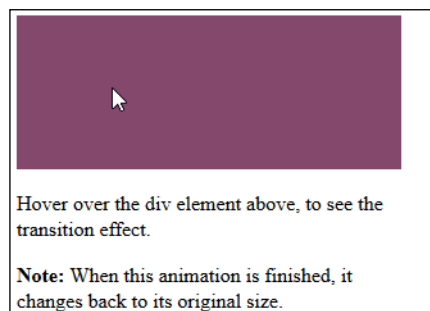 Hover over the div element above, to see the
transition effect.
Note: When this animation is finished, it
changes back to its original size.